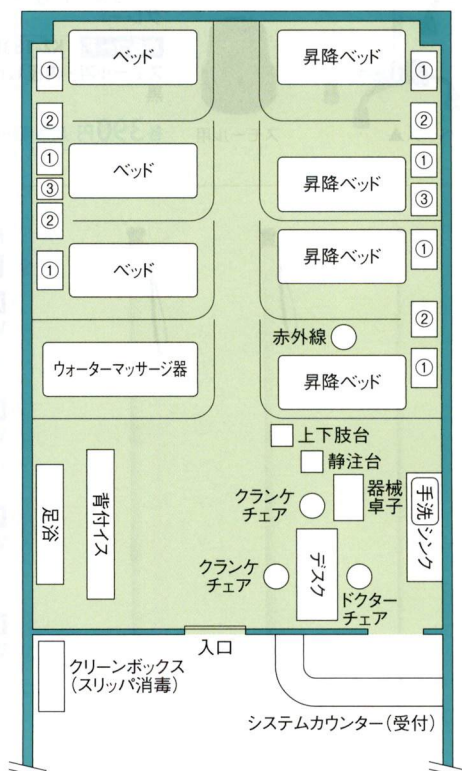 ベッド
昇降ベッド
①
①
②
②
①
①
ベッド
昇降ベッド
③
③
②
①
①
ベッド
昇降ベッド
②
赤外線
ウォーターマッサージ器
昇降ベッド
①
上下肢台
静注台
足浴
背付イス
クランケ
チェア
器械
卓子
手洗シンク
クランケ
チェア
デスク
ドクター
チェア
入口
クリーンボックス
(スリッパ消毒)
システムカウンター(受付)